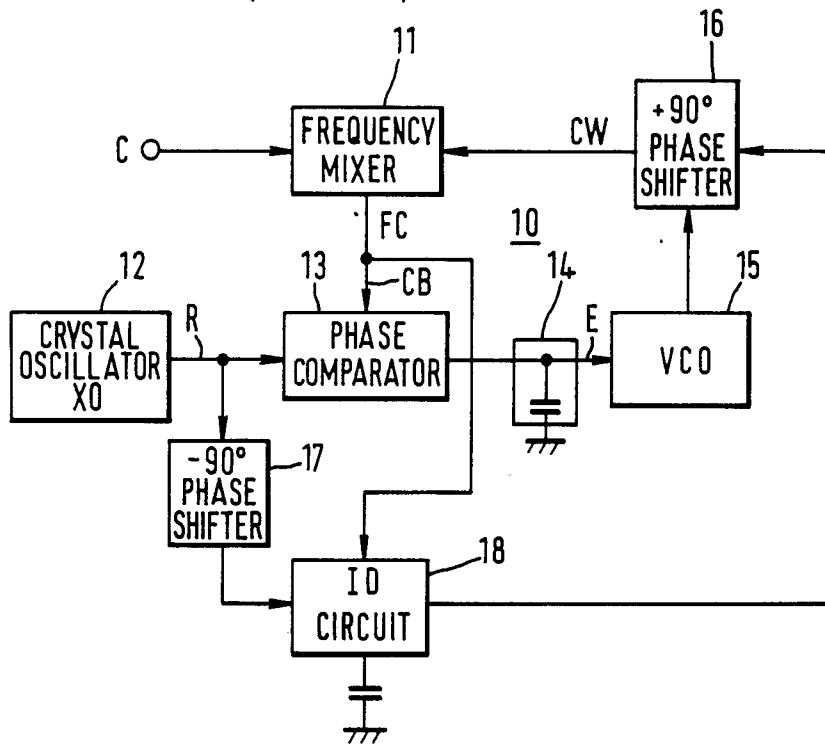 11
16
FREQUENCY
MIXER
C
CW
+90°
PHASE
SHIFTER
FC
10
12
13
CB
14
15
CRYSTAL
OSCILLATOR
XO
R
PHASE
COMPARATOR
E
VCO
-90°
PHASE
SHIFTER
17
ID
CIRCUIT
18